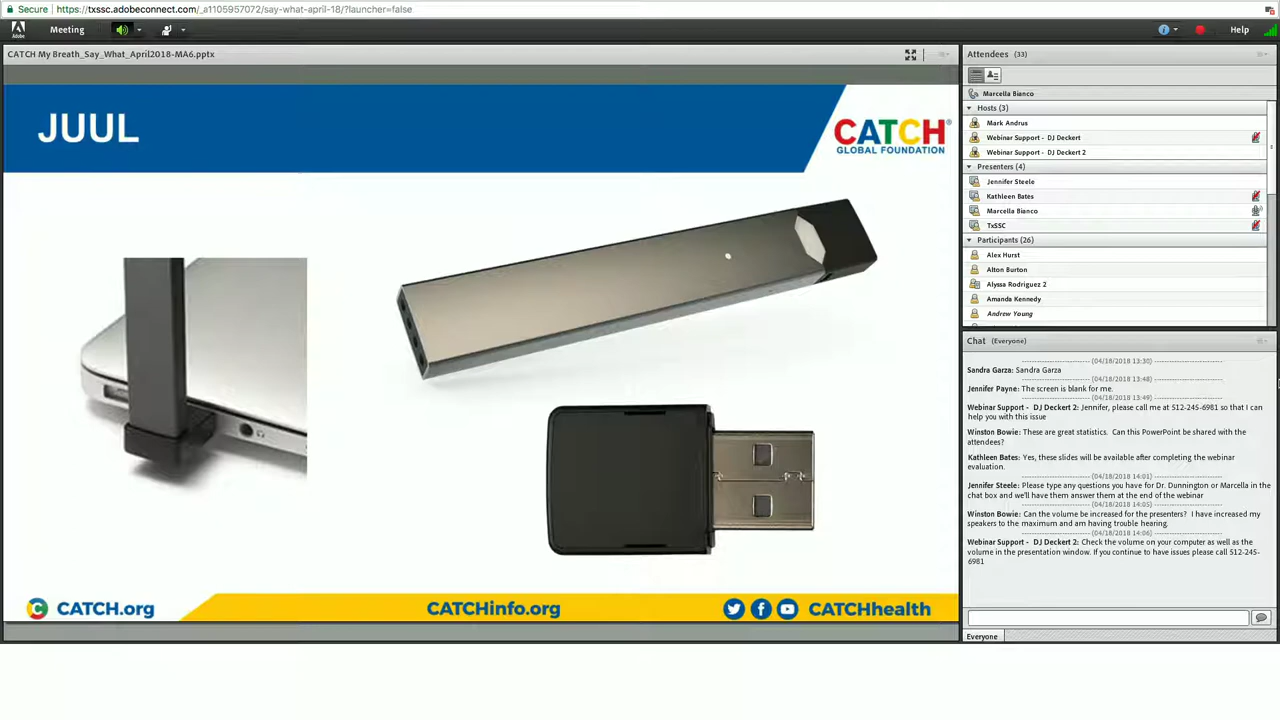 Secure https://txssc.adobeconnect.com/_a1105957072/say-what-april-18/?launcher=false
Adobe
Meeting
Help
CATCH My Breath_Say_What_April2018-MA6.pptx
JUUL
CATCH®
GLOBAL FOUNDATION
CATCH.org
CATCHinfo.org
CATCHhealth
Attendees (33)
Marcella Bianco
Hosts (3)
Mark Andrus
Webinar Support - DJ Deckert
Webinar Support - DJ Deckert 2
Presenters (4)
Jennifer Steele
Kathleen Bates
Marcella Bianco
TxSSC
Participants (26)
Alex Hurst
Alton Burton
Alyssa Rodriguez 2
Amanda Kennedy
Andrew Young
Chat (Everyone)
(04/18/2018 13:30)
Sandra Garza: Sandra Garza
(04/18/2018 13:48)
Jennifer Payne: The screen is blank for me.
(04/18/2018 13:49)
Webinar Support - DJ Deckert 2: Jennifer, please call me at 512-245-6981 so that I can
help you with this issue
Winston Bowie: These are great statistics. Can this PowerPoint be shared with the
attendees?
Kathleen Bates: Yes, these slides will be available after completing the webinar
evaluation.
(04/18/2018 14:01)
Jennifer Steele: Please type any questions you have for Dr. Dunnington or Marcella in the
chat box and we'll have them answer them at the end of the webinar
(04/18/2018 14:05)
Winston Bowie: Can the volume be increased for the presenters? I have increased my
speakers to the maximum and am having trouble hearing.
(04/18/2018 14:06)
Webinar Support - DJ Deckert 2: Check the volume on your computer as well as the
volume in the presentation window. If you continue to have issues please call 512-245-
6981
Everyone